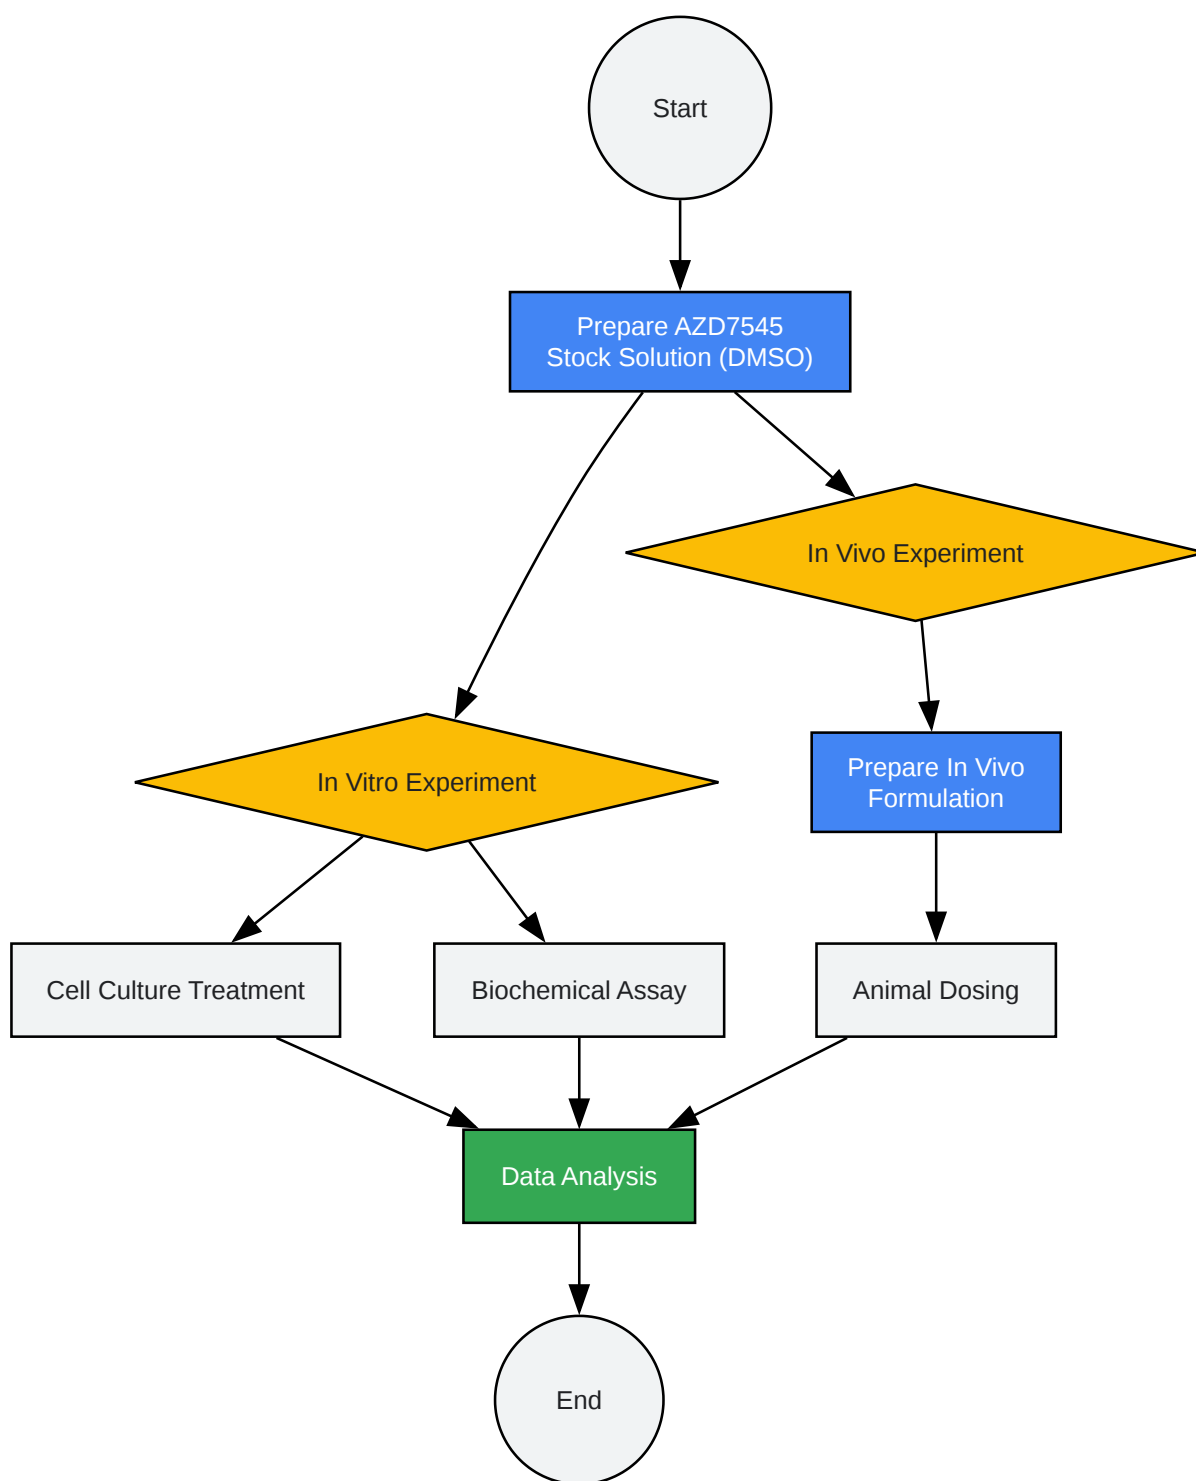 Start
Prepare AZD7545
Stock Solution (DMSO)
In Vivo Experiment
In Vitro Experiment
Prepare In Vivo
Formulation
Cell Culture Treatment
Biochemical Assay
Animal Dosing
Data Analysis
End